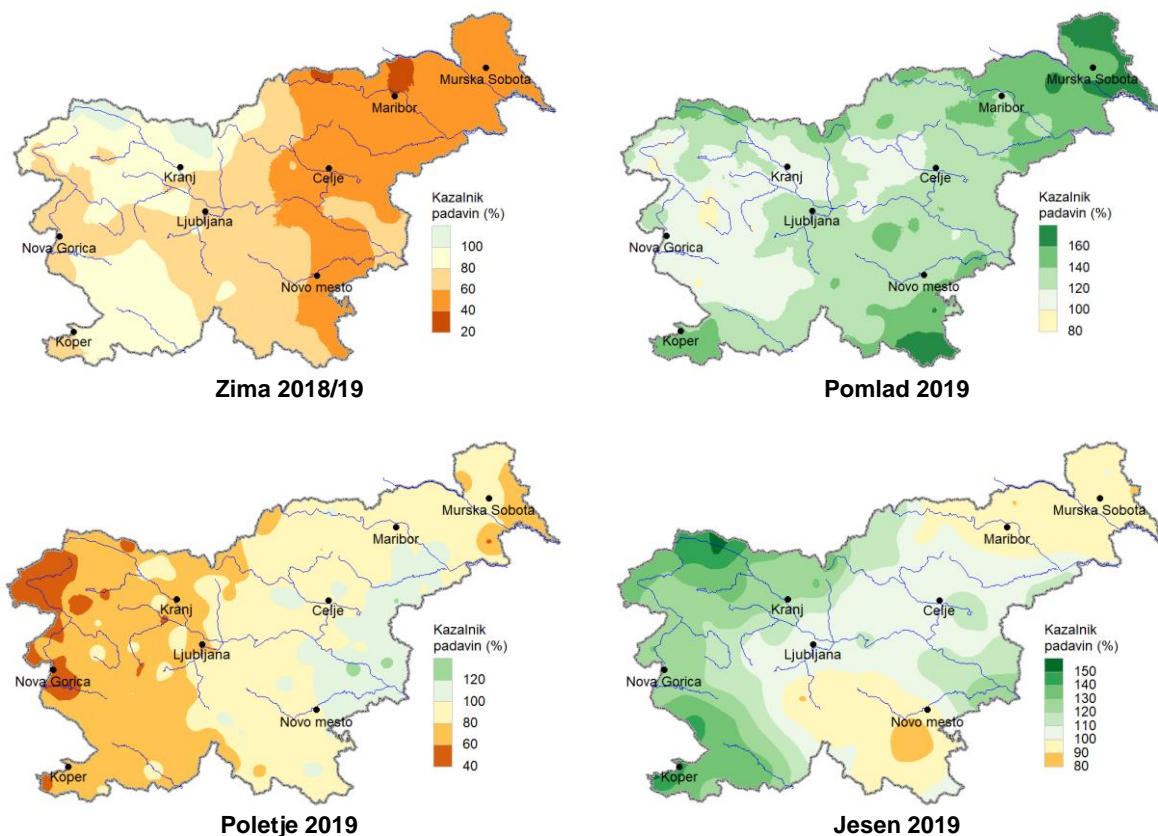 Murska Sobota
Maribor
Kranj
Celje
Ljubljana
Nova Gorica
Novo mesto
Koper
Kazalnik
padavin (%)
100
80
60
40
20
Zima 2018/19
Murska Sobota
Maribor
Kranj
Celje
Ljubljana
Nova Gorica
Novo mesto
Koper
Kazalnik
padavin (%)
160
140
120
100
80
Pomlad 2019
Murska Sobota
Maribor
Kranj
Celje
Ljubljana
Nova Gorica
Novo mesto
Koper
Kazalnik
padavin (%)
120
100
80
60
40
Poletje 2019
Murska Sobota
Maribor
Kranj
Celje
Ljubljana
Nova Gorica
Novo mesto
Koper
Kazalnik
padavin (%)
150
140
130
120
110
100
90
80
Jesen 2019